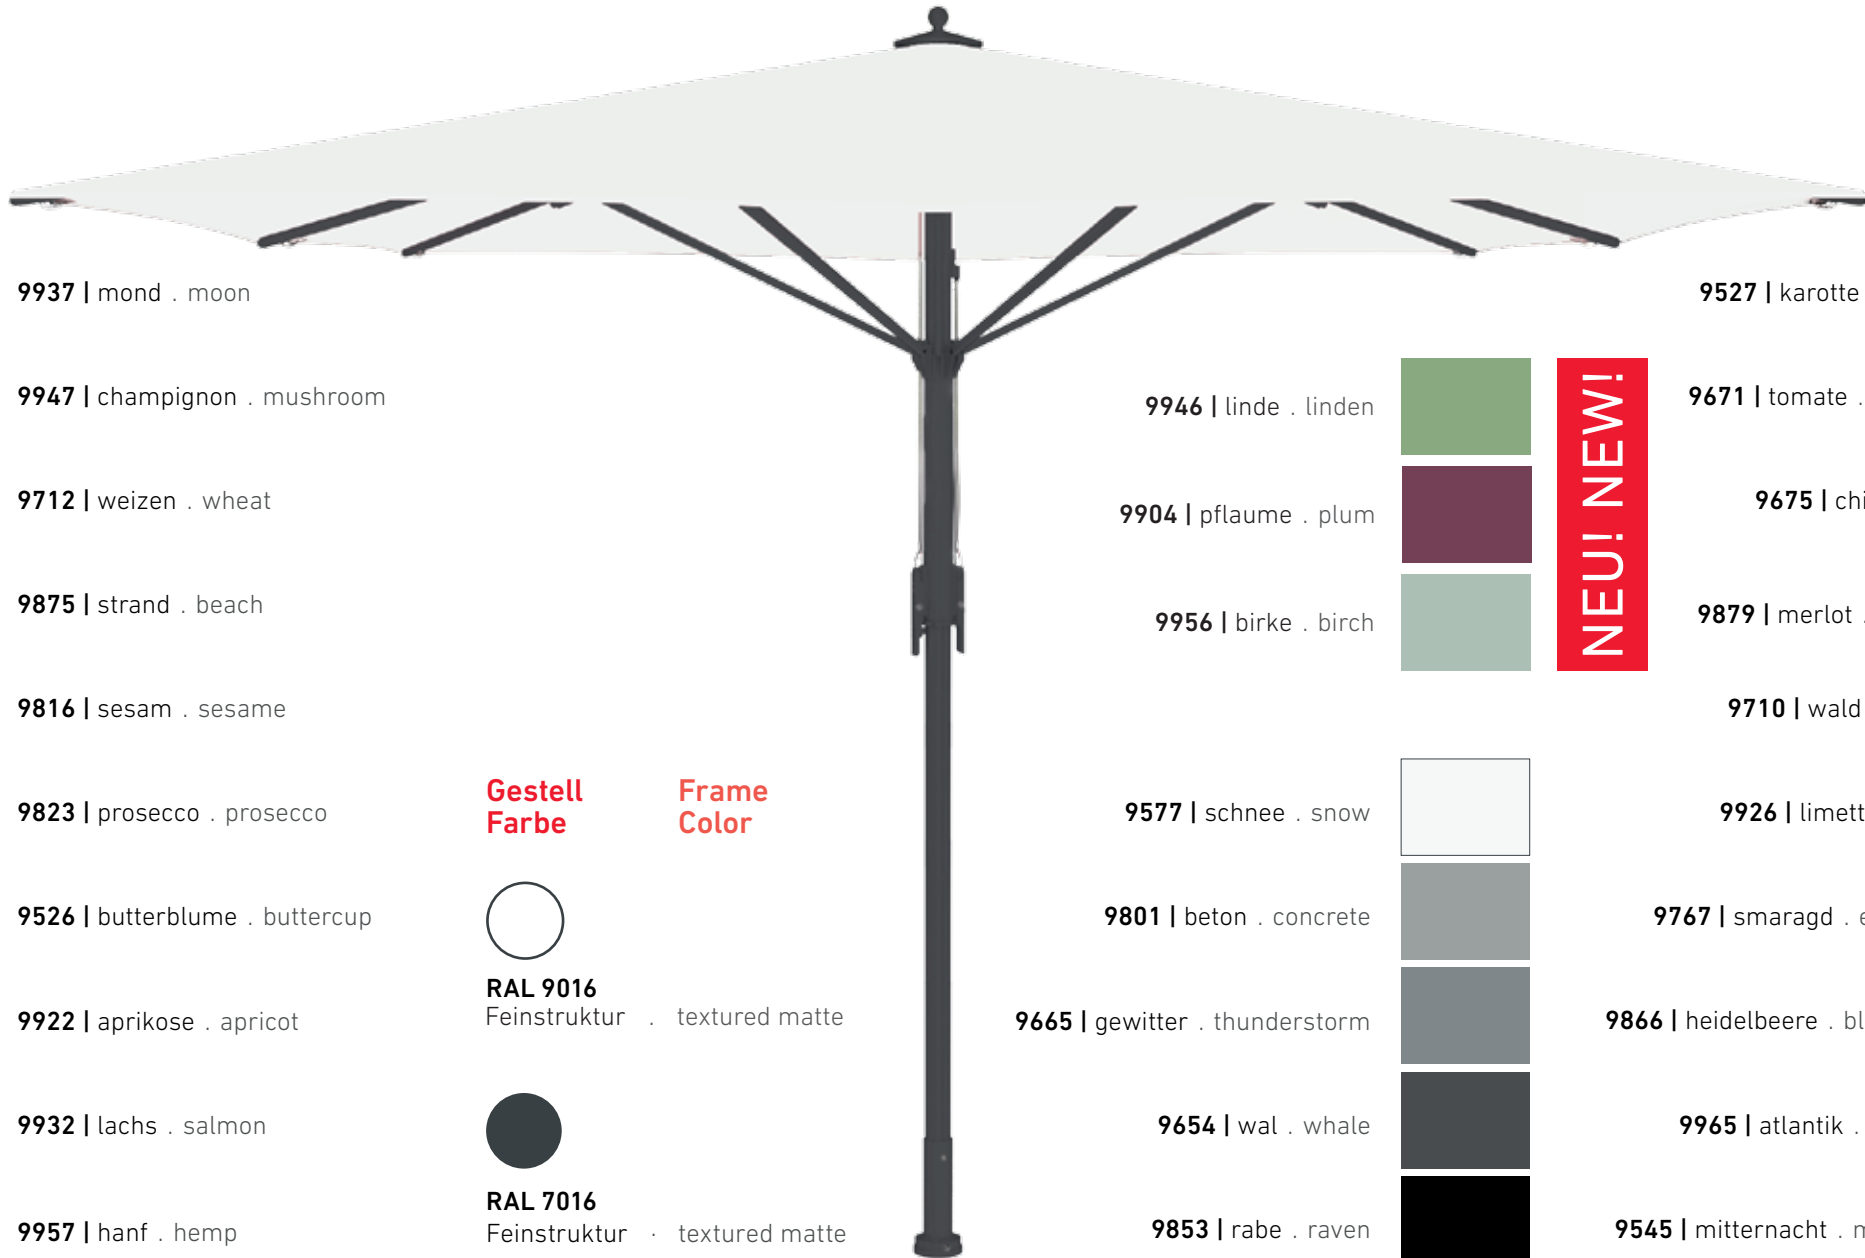 9937 | mond . moon
9947 | champignon . mushroom
9712 | weizen . wheat
9875 | strand . beach
9816 | sesam . sesame
9823 | prosecco . prosecco
9526 | butterblume . buttercup
9922 | aprikose . apricot
9932 | lachs . salmon
9957 | hanf . hemp
Gestell Farbe
Frame Color
RAL 9016
Feinstruktur . textured matte
RAL 7016
Feinstruktur · textured matte
9946 | linde . linden
9904 | pflaume . plum
9956 | birke . birch
NEU! NEW!
9577 | schnee . snow
9801 | beton . concrete
9665 | gewitter . thunderstorm
9654 | wal . whale
9853 | rabe . raven
9527 | karotte
9671 | tomate .
9675 |
9879 | merlot .
9710 | wald
9926 |
9767 | smaragd .
9866 | heidelbeere .
9965 | atlantik .
9545 | mitternacht .